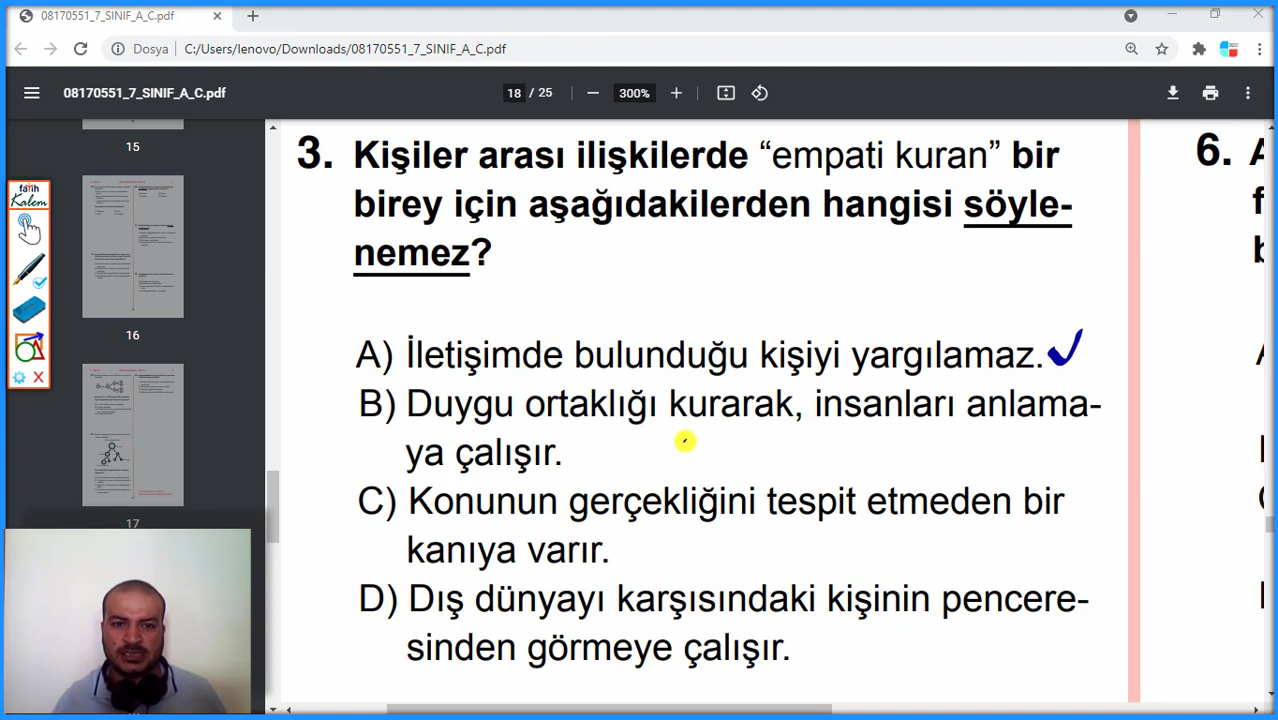 08170551_7_SINIF_A_C.pdf
Dosya
C:/Users/lenovo/Downloads/08170551_7_SINIF_A_C.pdf
08170551_7_SINIF_A_C.pdf
18 / 25
300%
15
16
17
fatih
Kalem
3. Kişiler arası ilişkilerde “empati kuran” bir
birey için aşağıdakilerden hangisi söyle-
nemez?
A) İletişimde bulunduğu kişiyi yargılamaz.
B) Duygu ortaklığı kurarak, insanları anlama-
ya çalışır.
C) Konunun gerçekliğini tespit etmeden bir
kanıya varır.
D) Dış dünyayı karşısındaki kişinin pencere-
sinden görmeye çalışır.
6.